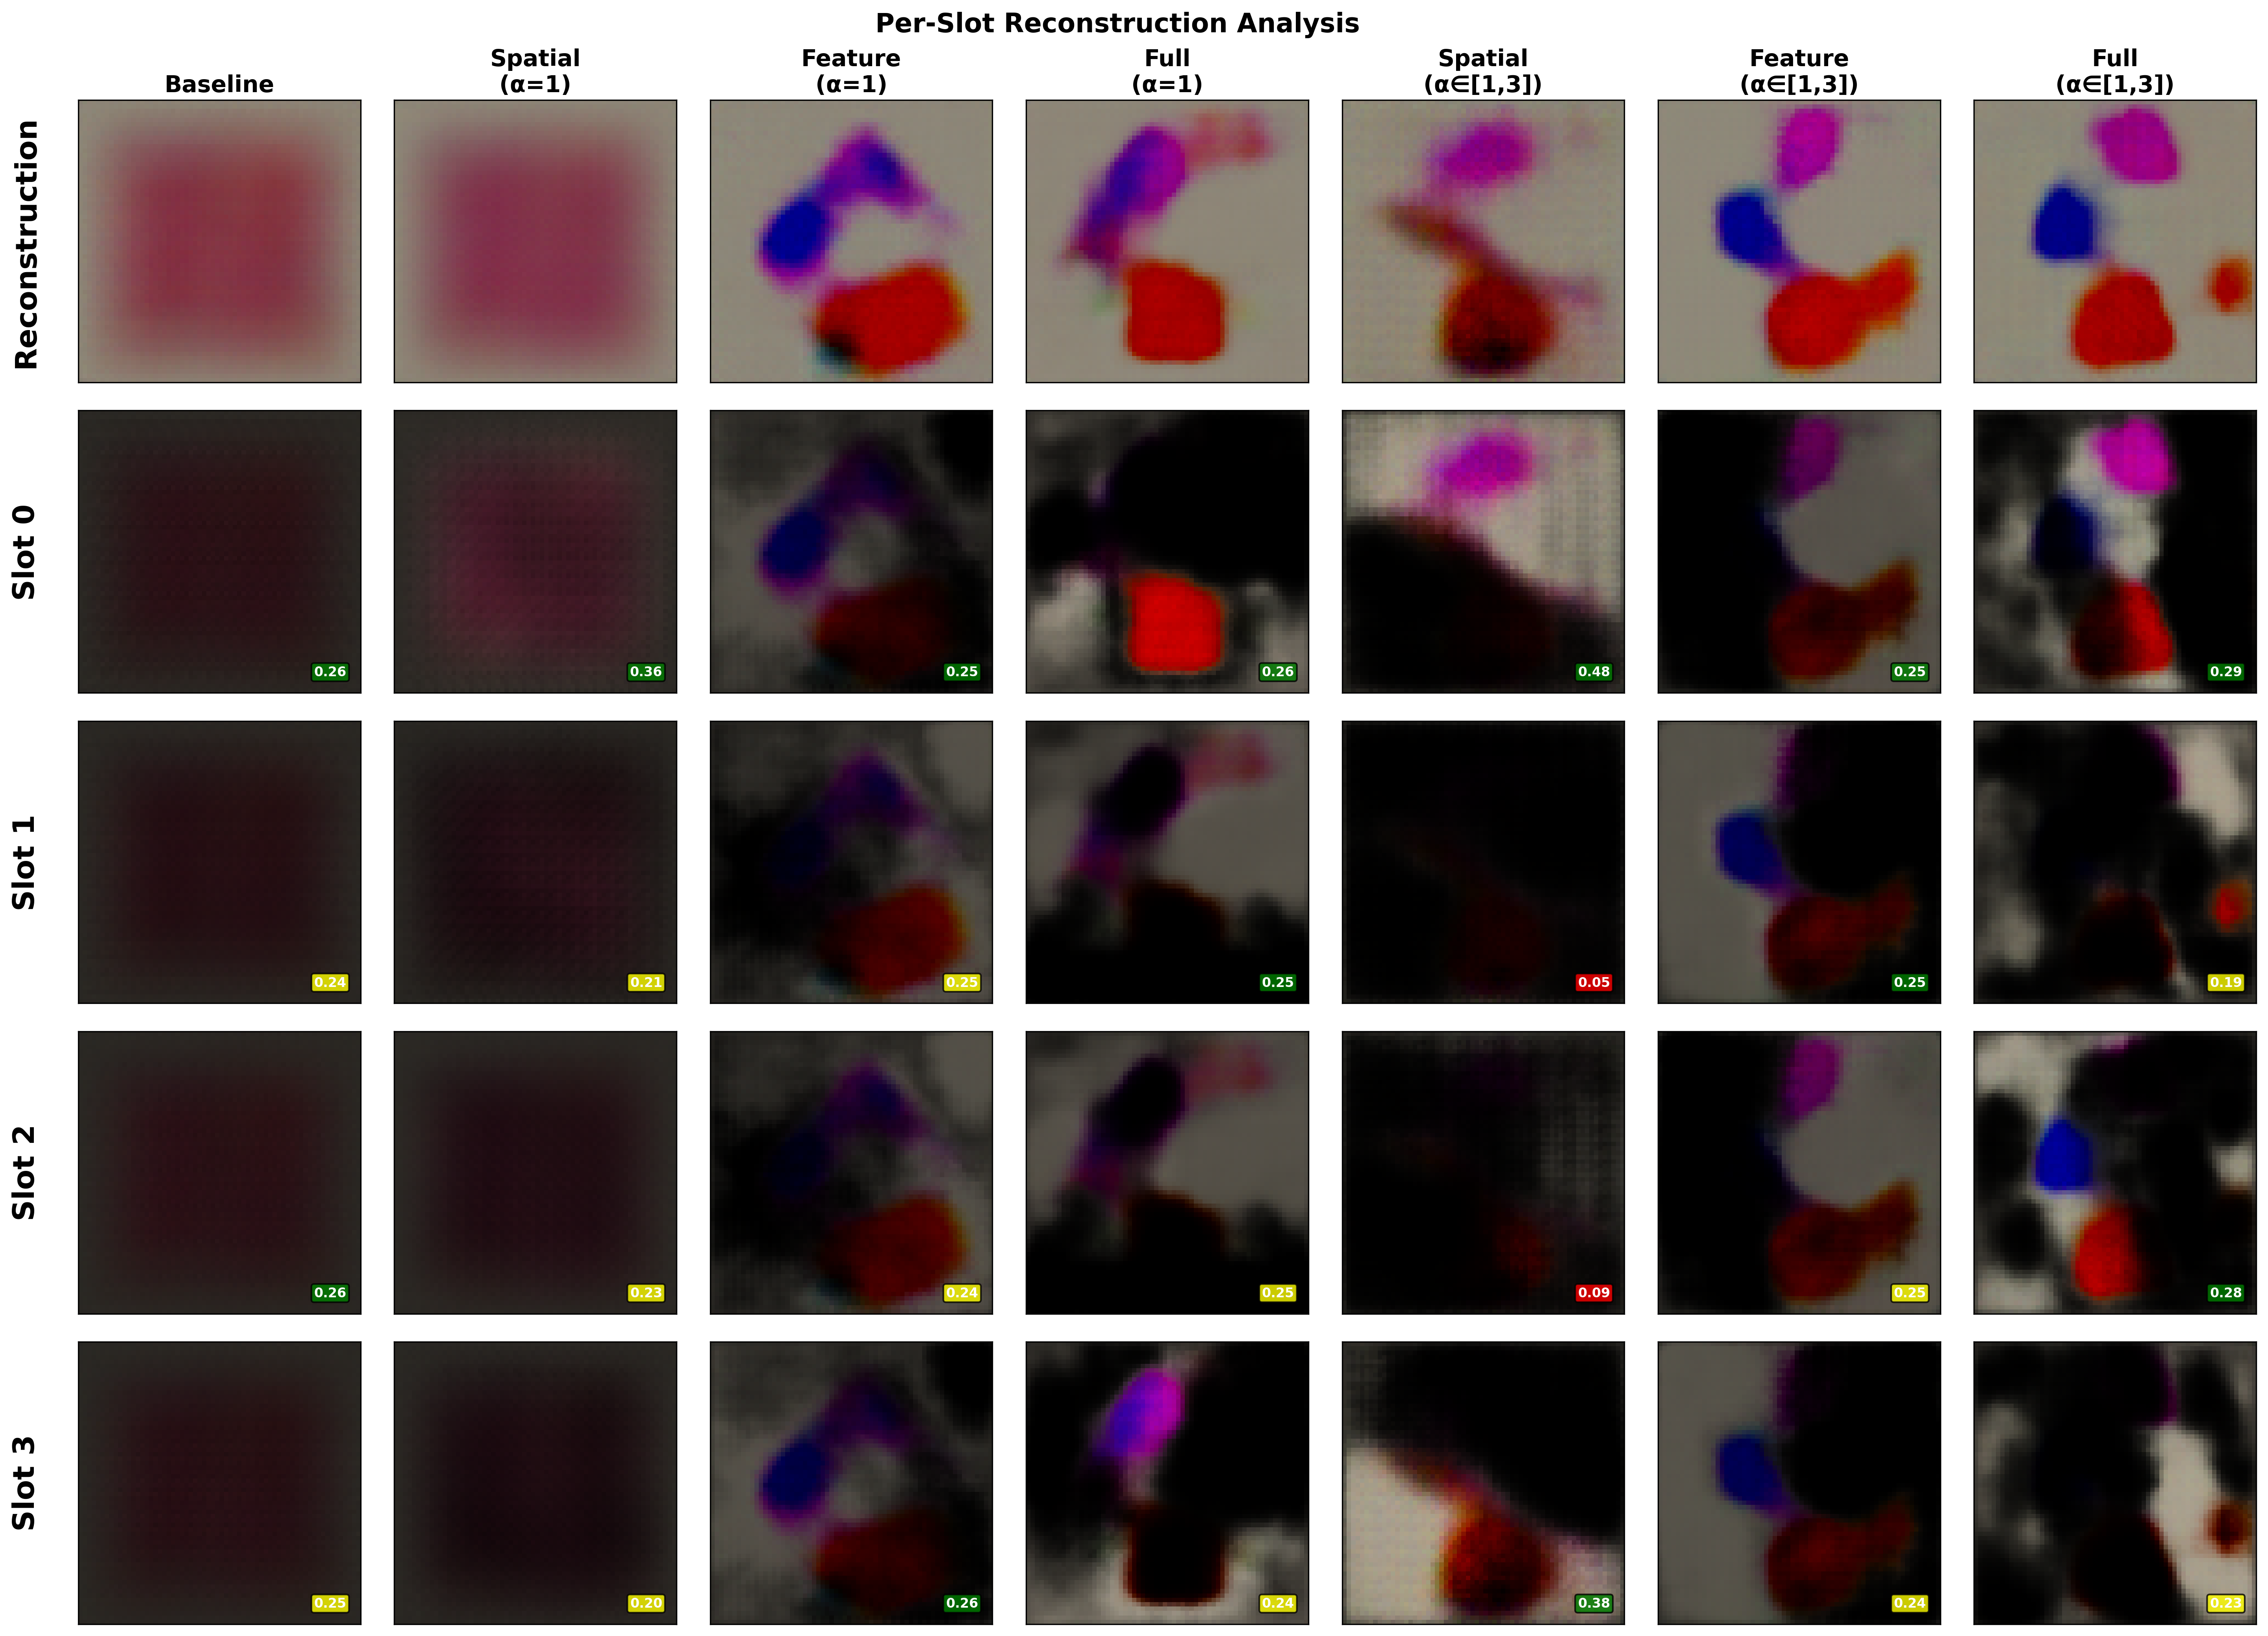 Per-Slot Reconstruction Analysis
Baseline
Spatial
(α=1)
Feature
(α=1)
Full
(α=1)
Spatial
(α∈[1,3])
Feature
(α∈[1,3])
Full
(α∈[1,3])
Reconstruction
Slot 0
0.26
0.36
0.25
0.26
0.48
0.25
0.29
Slot 1
0.24
0.21
0.25
0.25
0.05
0.25
0.19
Slot 2
0.26
0.23
0.24
0.25
0.09
0.25
0.28
Slot 3
0.25
0.20
0.26
0.24
0.38
0.24
0.23